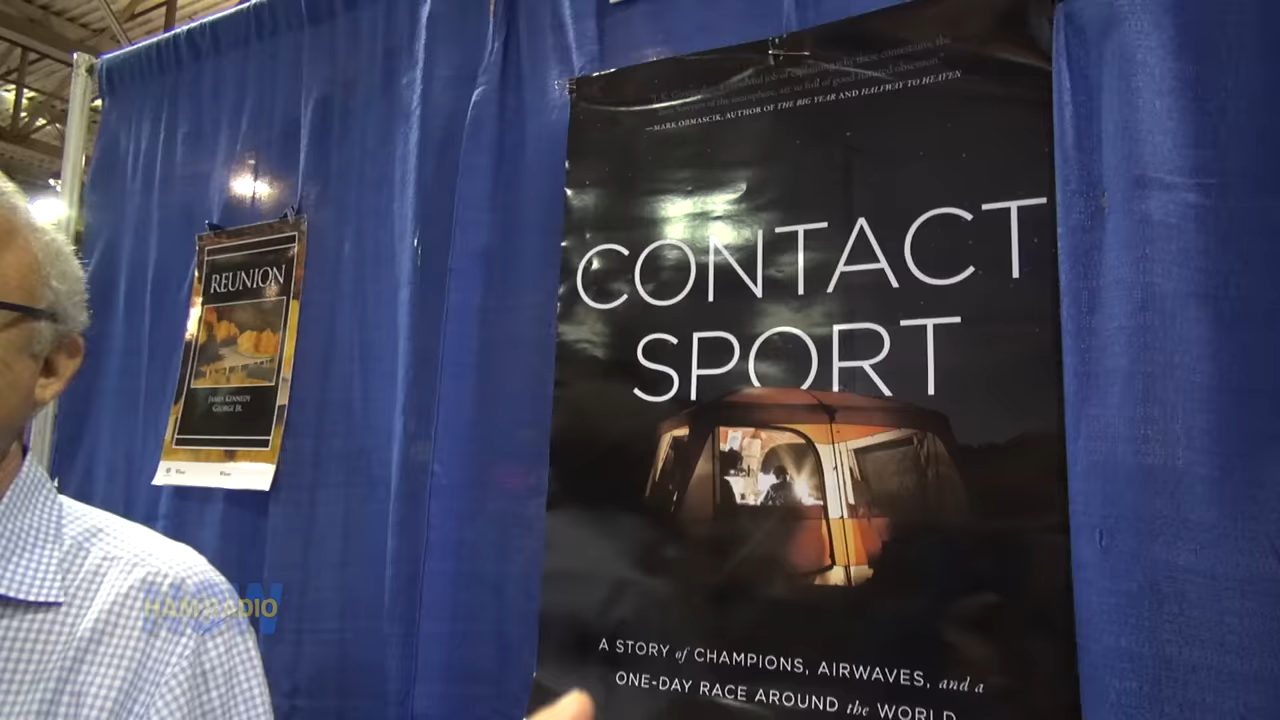 REUNION
JAMES KENNEDY
GEORGE JR.
HAM RADIO
—MARK OBMASCIK, AUTHOR OF THE BIG YEAR AND HALFWAY TO HEAVEN
CONTACT
SPORT
A STORY of CHAMPIONS, AIRWAVES, and a
ONE-DAY RACE AROUND the WORLD